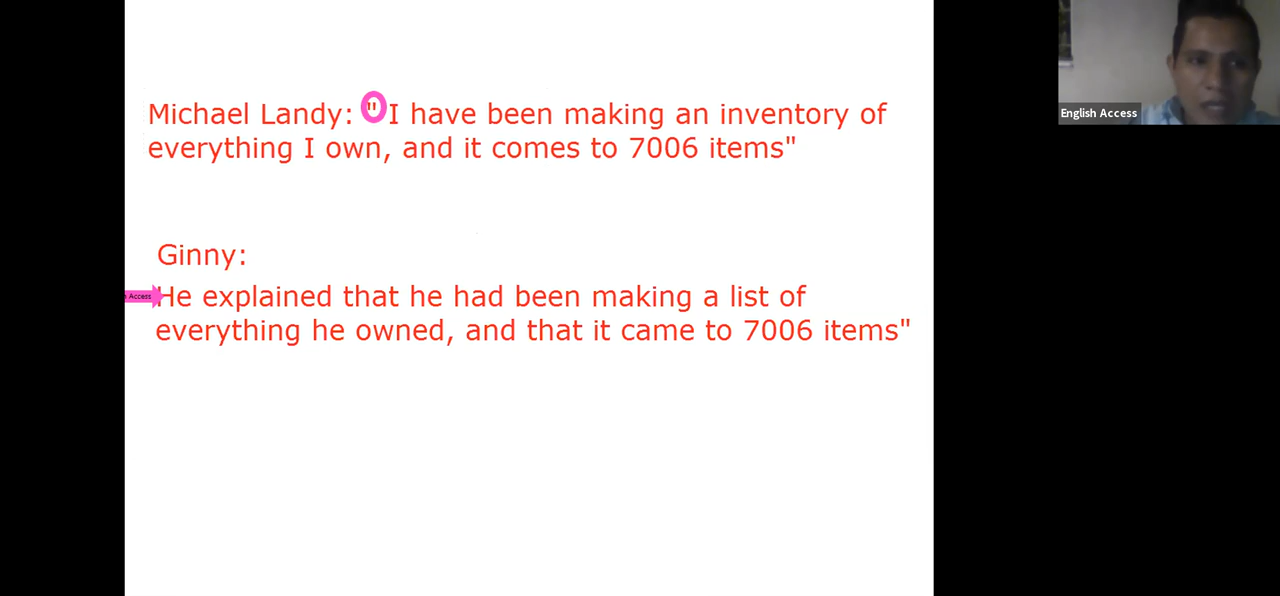 Michael Landy: " I have been making an inventory of
everything I own, and it comes to 7006 items"
Ginny:
He explained that he had been making a list of
everything he owned, and that it came to 7006 items"
Access
English Access